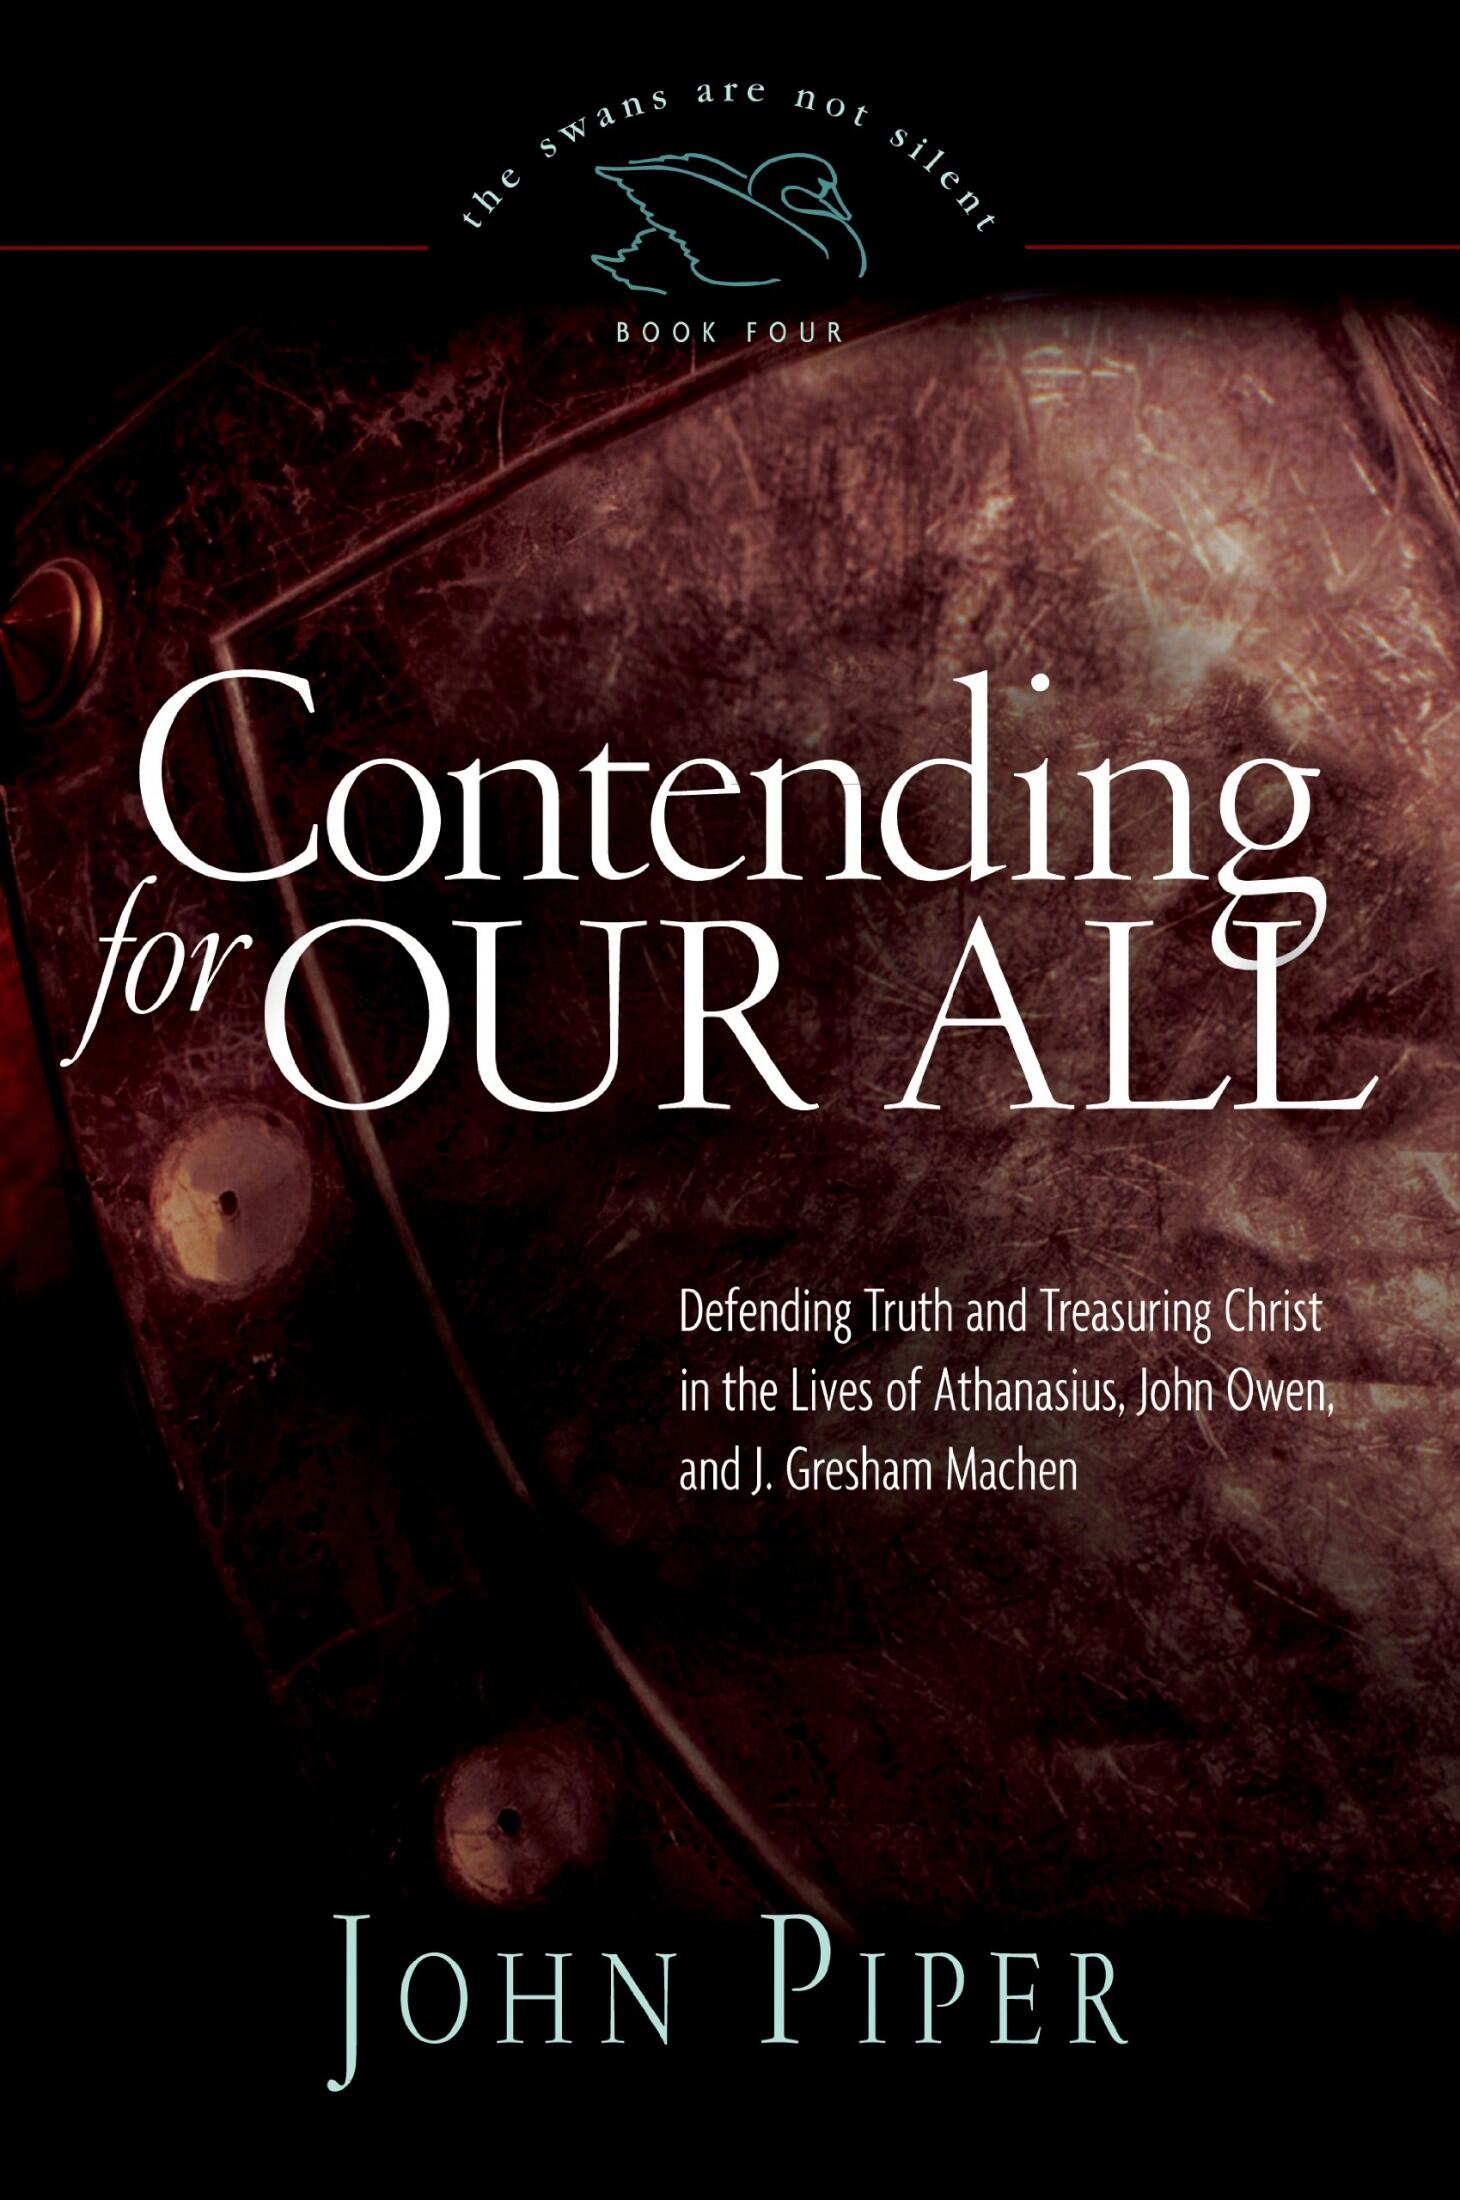 the swans are not silent
BOOK FOUR
Contending
for OUR ALL
Defending Truth and Treasuring Christ
in the Lives of Athanasius, John Owen,
and J. Gresham Machen
JOHN PIPER